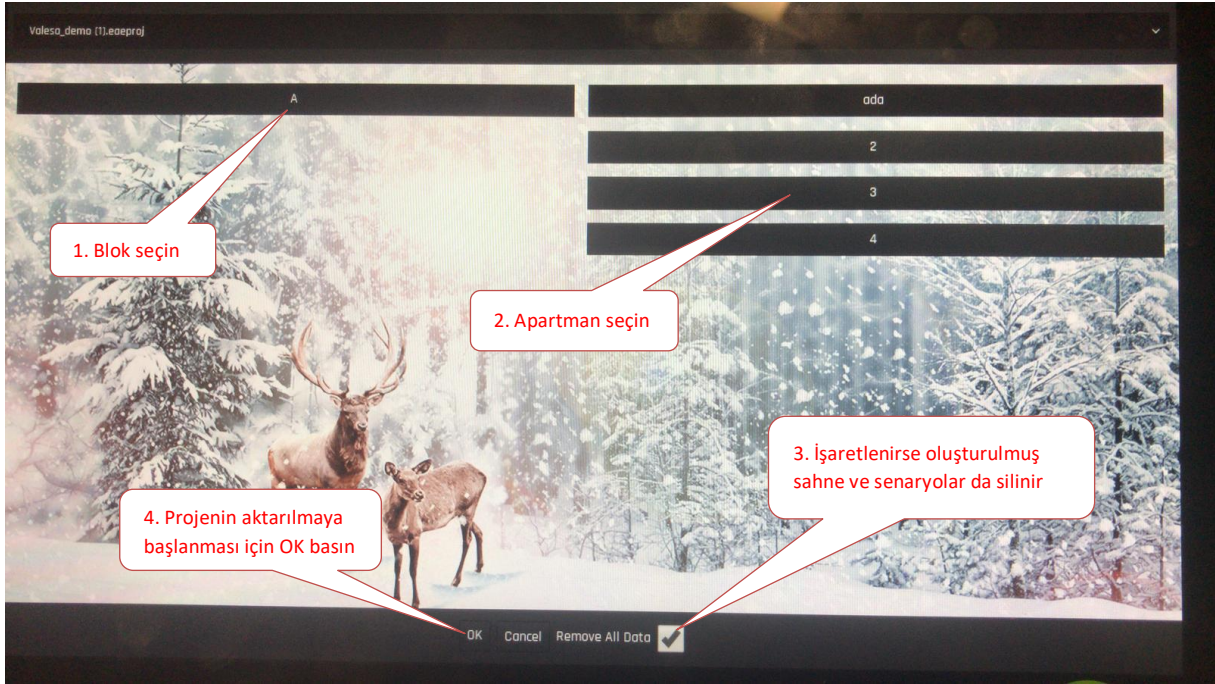 Valesa_demo (1).eaeproj
A
ada
2
3
4
1. Blok seçin
2. Apartman seçin
3. İşaretlenirse oluşturulmuş
sahne ve senaryolar da silinir
4. Projenin aktarılmaya
başlanması için OK basın
OK Cancel Remove All Data